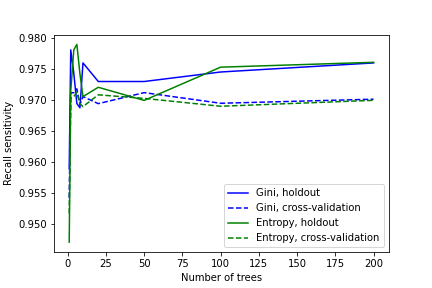 0.980
0.975
0.970
0.965
0.960
0.955
0.950
Recall sensitivity
Gini, holdout
Gini, cross-validation
Entropy, holdout
Entropy, cross-validation
0 25 50 75 100 125 150 175 200
Number of trees